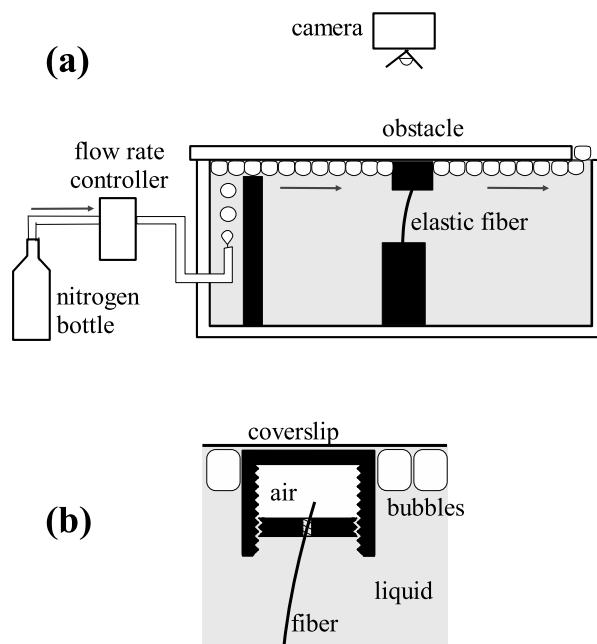 camera
(a)
obstacle
flow rate
controller
elastic fiber
nitrogen
bottle
coverslip
air
(b)
bubbles
liquid
fiber